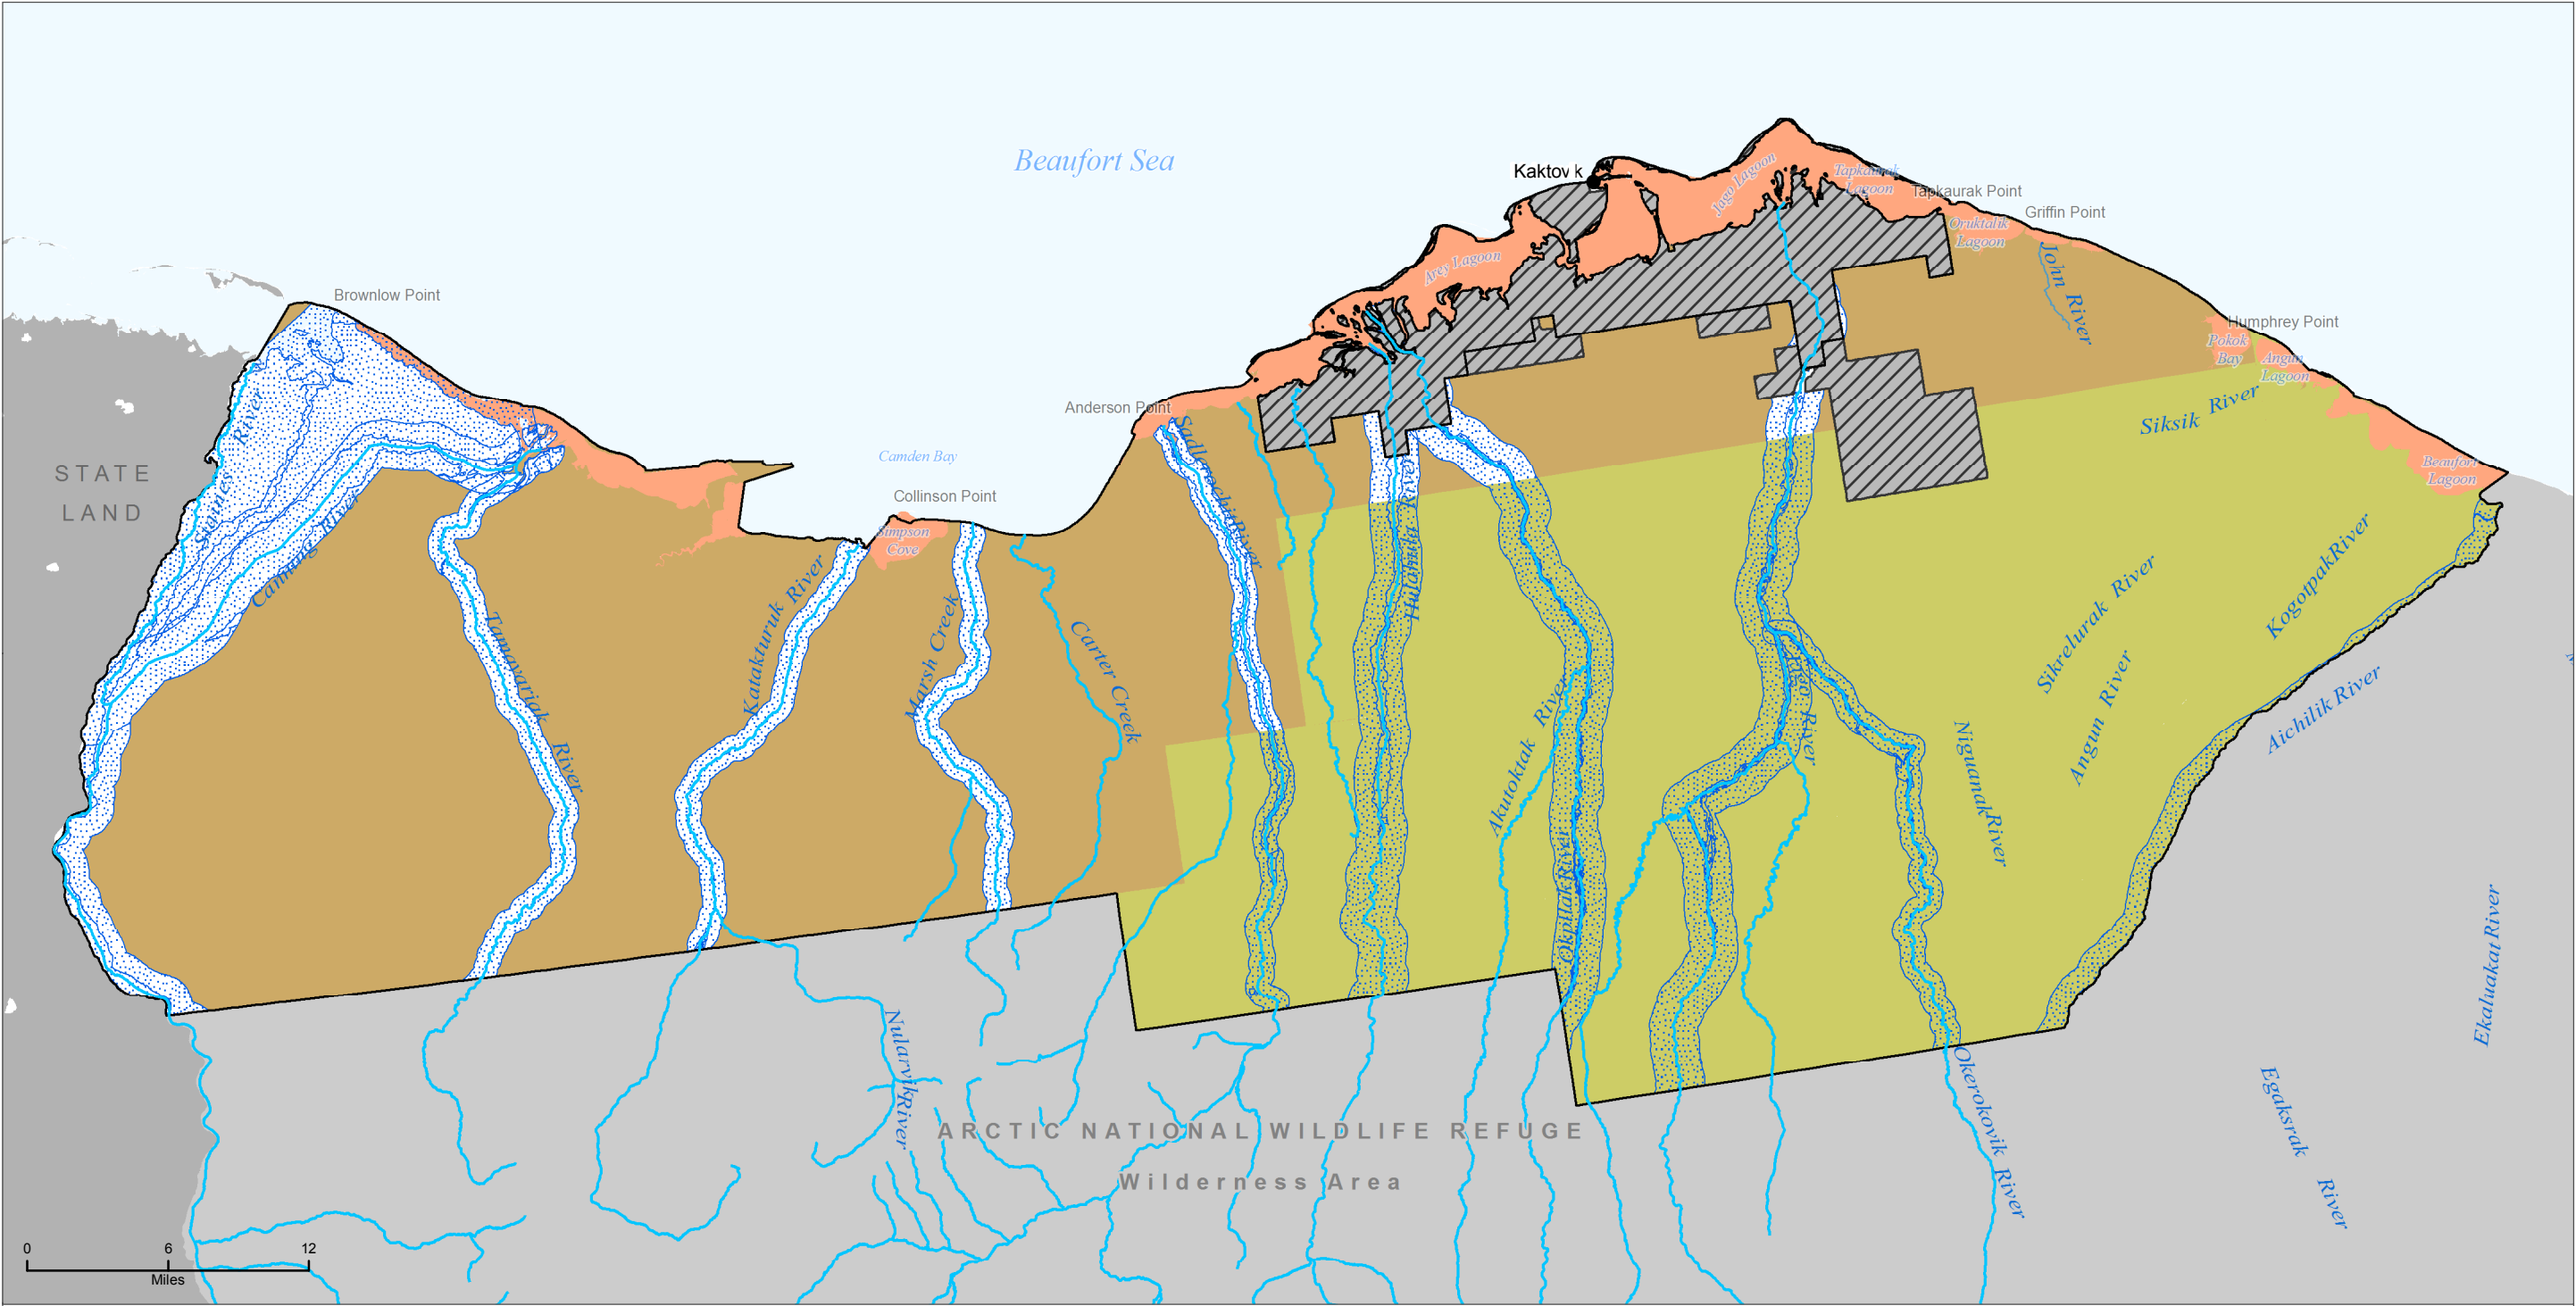 Beaufort Sea
Kaktov k
Jago Lagoon
Tapkaurak
Lagoon
Tapkaurak Point
Griffin Point
Oruktalik
Lagoon
Arey Lagoon
John River
Brownlow Point
Humphrey Point
Pokok
Bay
Angun
Lagoon
Anderson Point
Siksik River
Camden Bay
Collinson Point
Simpson
Cove
Beaufort
Lagoon
STATE
LAND
Staines River
Canning River
Tamayariak River
Katakturuk River
Marsh Creek
Carter Creek
Sadlerochit River
Hulahula River
Akutoktak River
Okpilak River
Jago River
Niguanak River
Sikrelurak River
Angun River
Kogotpak River
Aichilik River
Ekaluakat River
Egaksrak River
Okerokovik River
Nularvik River
ARCTIC NATIONAL WILDLIFE REFUGE
Wilderness Area
0 6 12
Miles